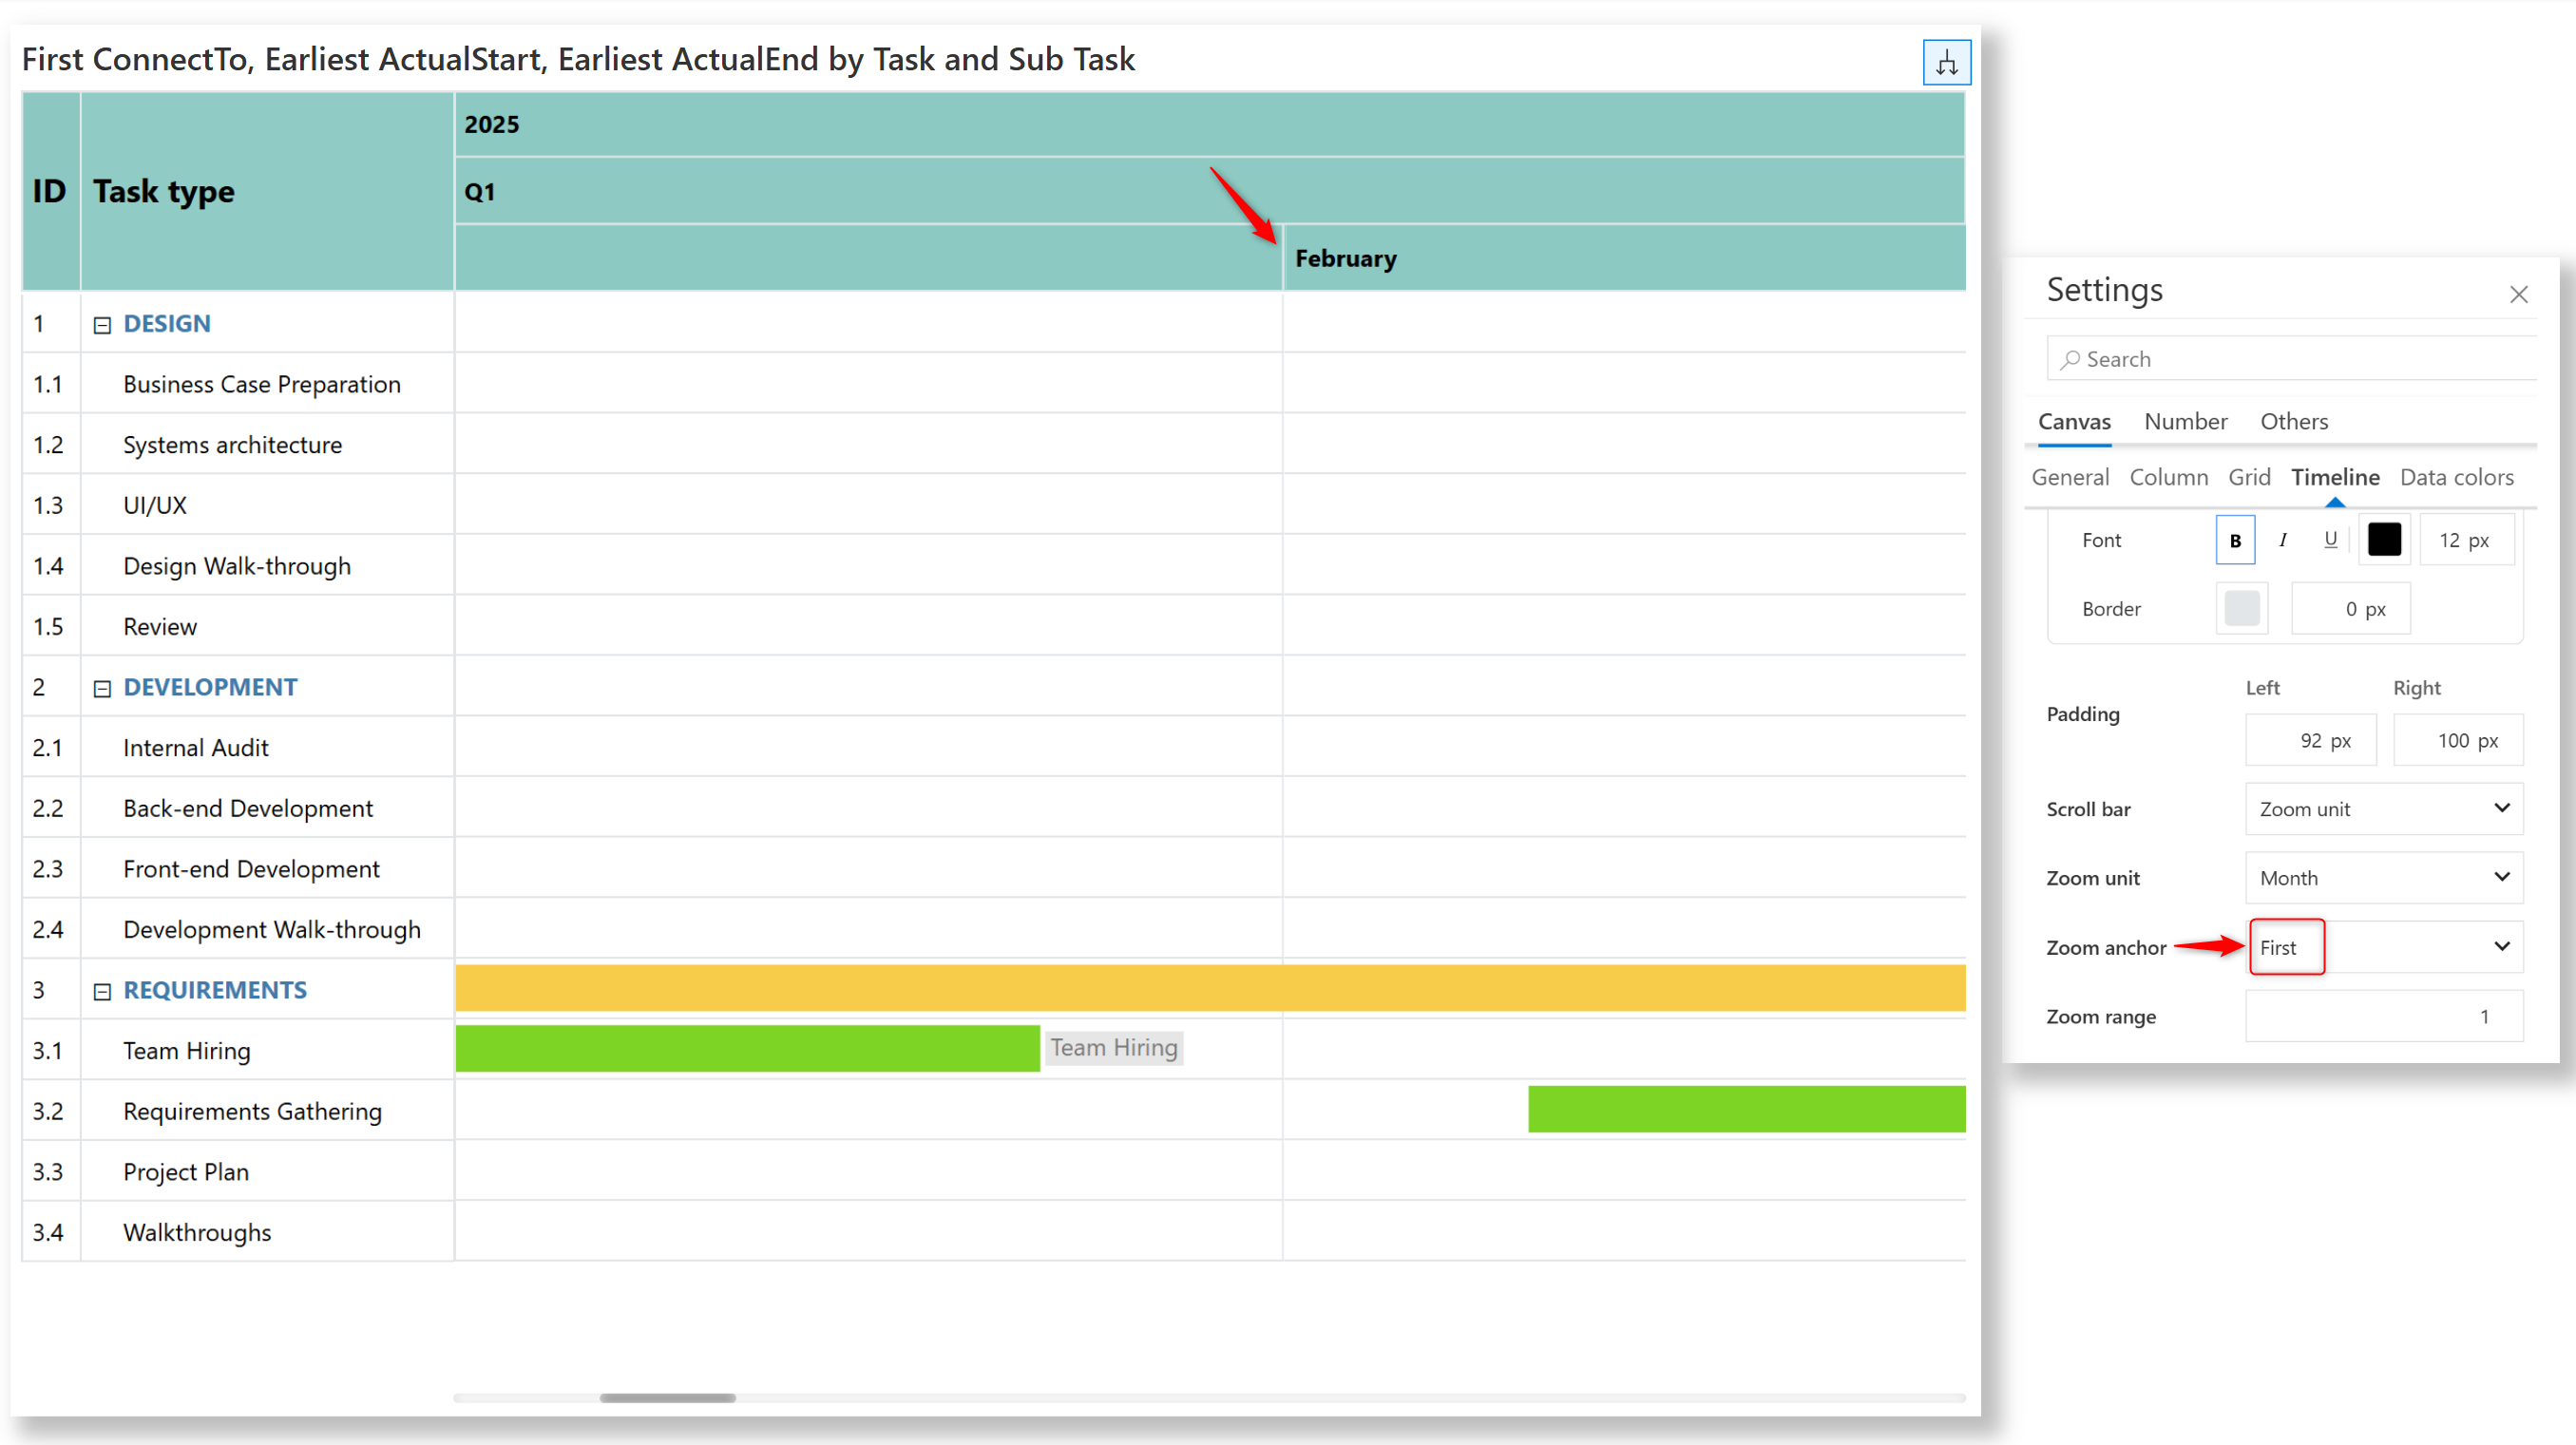 First ConnectTo, Earliest ActualStart, Earliest ActualEnd by Task and Sub Task
ID Task type
2025
Q1
February
1 DESIGN
1.1 Business Case Preparation
1.2 Systems architecture
1.3 UI/UX
1.4 Design Walk-through
1.5 Review
2 DEVELOPMENT
2.1 Internal Audit
2.2 Back-end Development
2.3 Front-end Development
2.4 Development Walk-through
3 REQUIREMENTS
3.1 Team Hiring Team Hiring
3.2 Requirements Gathering
3.3 Project Plan
3.4 Walkthroughs
Settings
Search
Canvas Number Others
General Column Grid Timeline Data colors
Font B I U 12 px
Border 0 px
Left Right
Padding 92 px 100 px
Scroll bar Zoom unit
Zoom unit Month
Zoom anchor First
Zoom range 1